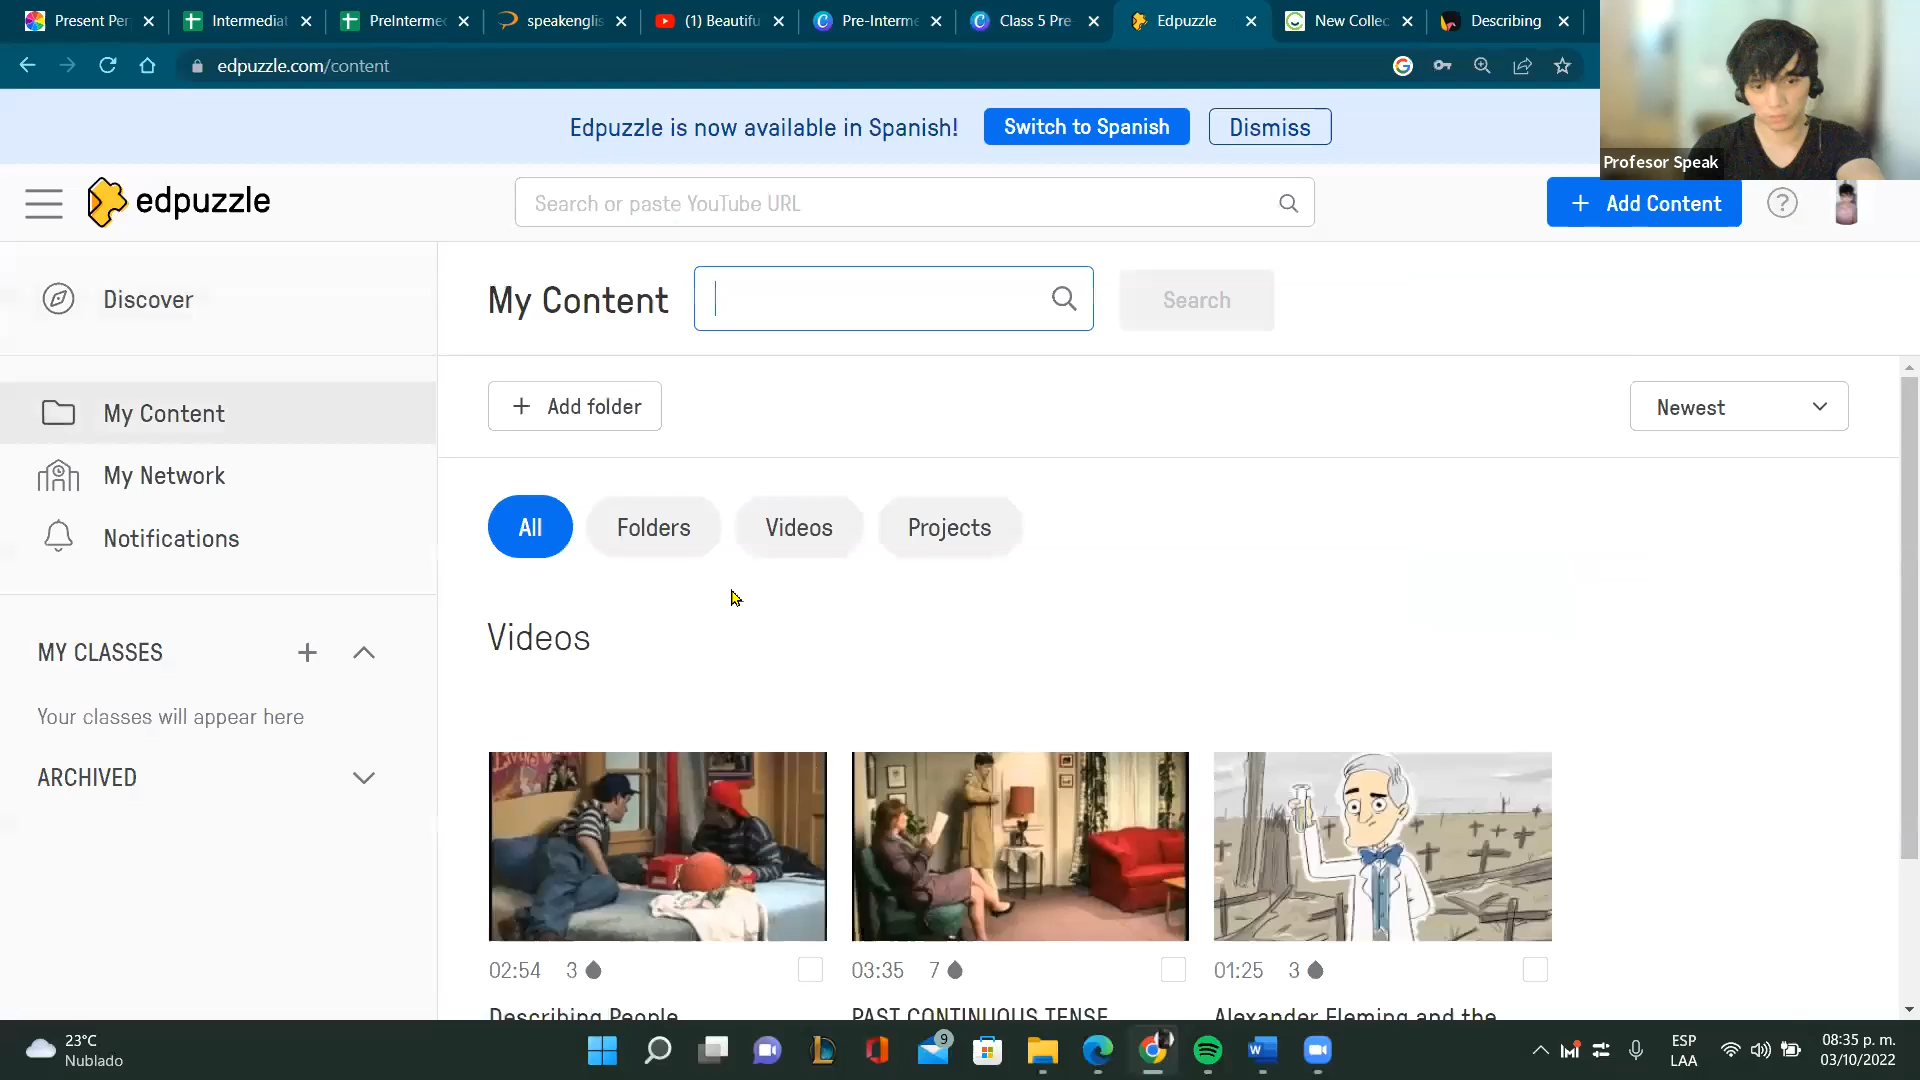 Present Per
Intermediat
PreIntermed
speakenglis
(1) Beautifu
Pre-Interme
Class 5 Pre
Edpuzzle
New Collec
Describing
edpuzzle.com/content
Edpuzzle is now available in Spanish!
Switch to Spanish
Dismiss
Profesor Speak
edpuzzle
Search or paste YouTube URL
+ Add Content
?
Discover
My Content
Search
My Content
+ Add folder
Newest
My Network
Notifications
All
Folders
Videos
Projects
Videos
MY CLASSES
Your classes will appear here
ARCHIVED
02:54 3
03:35 7
01:25 3
Describing People
PAST CONTINUOUS TENSE
Alexander Fleming and the
23°C
Nublado
9
ESP
LAA
08:35 p. m.
03/10/2022